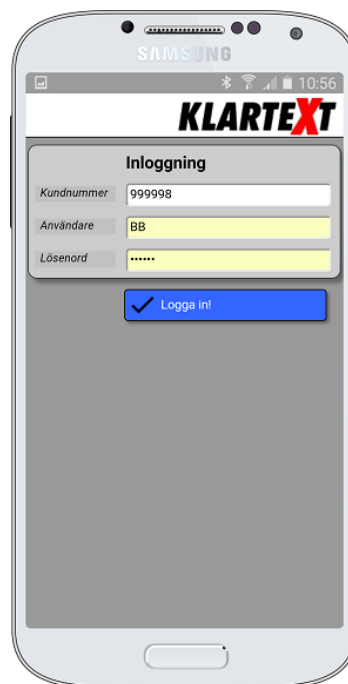 SAMSUNG
10:56
KLARTEXT
Inloggning
Kundnummer 999998
Användare BB
Lösenord ••••••
Logga in!